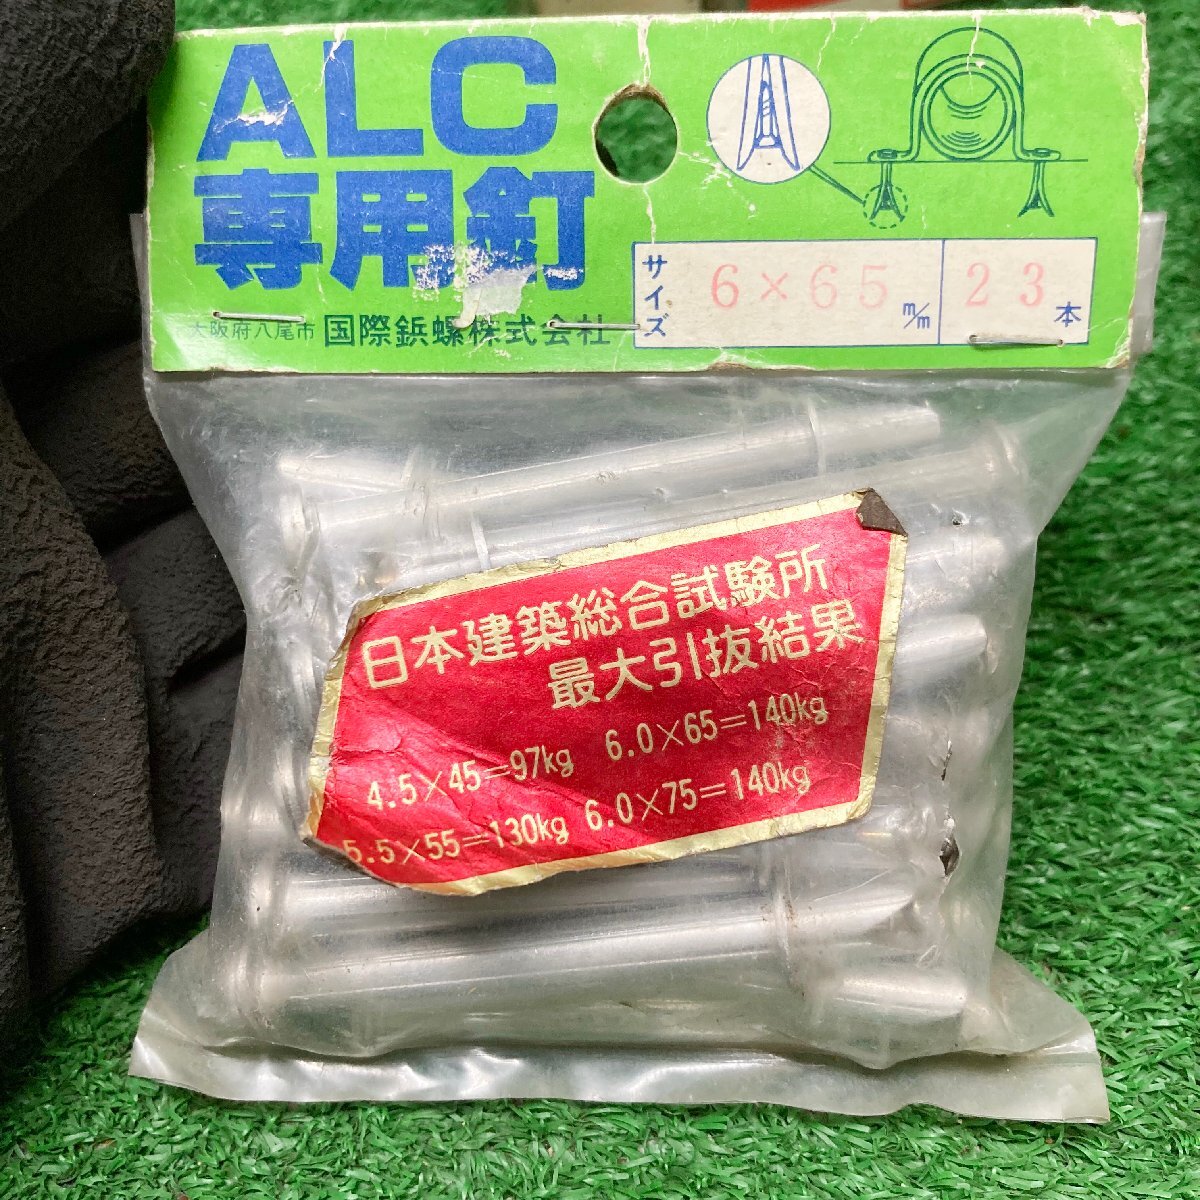 ALC
専用釘
大阪府八尾市 国際鋲螺株式会社
サイズ 6×65 m/m 23本
日本建築総合試験所
最大引抜結果
4.5×45=97kg 6.0×65=140kg
5.5×55=130kg 6.0×75=140kg